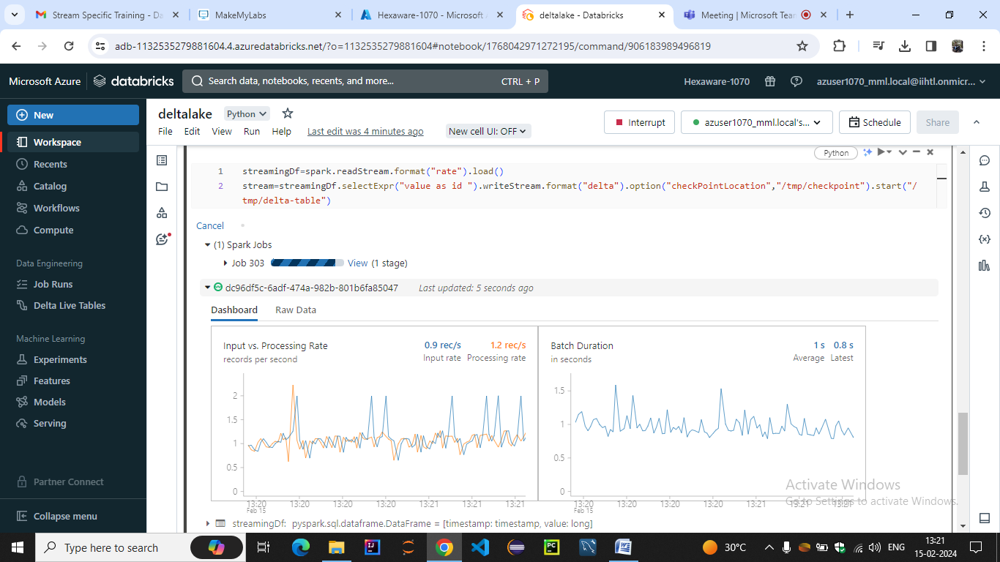 Stream Specific Training - Da
MakeMyLabs
Hexaware-1070 - Microsoft A
deltalake - Databricks
Meeting | Microsoft Team
adb-1132535279881604.4.azuredatabricks.net/?o=1132535279881604#notebook/1768042971272195/command/906183989496819
Microsoft Azure
databricks
Search data, notebooks, recents, and more...
CTRL + P
Hexaware-1070
azuser1070_mml.local@iihtl.onmicr...
New
Workspace
Recents
Catalog
Workflows
Compute
Data Engineering
Job Runs
Delta Live Tables
Machine Learning
Experiments
Features
Models
Serving
Partner Connect
Collapse menu
deltalake
Python
File Edit View Run Help
Last edit was 4 minutes ago
New cell UI: OFF
Interrupt
azuser1070_mml.local's...
Schedule
Share
Python
1 streamingDf=spark.readStream.format("rate").load()
2 stream=streamingDf.selectExpr("value as id ").writeStream.format("delta").option("checkPointLocation","/tmp/checkpoint").start("/
tmp/delta-table")
Cancel
(1) Spark Jobs
Job 303 View (1 stage)
dc96df5c-6adf-474a-982b-801b6fa85047 Last updated: 5 seconds ago
Dashboard Raw Data
Input vs. Processing Rate
records per second
0.9 rec/s 1.2 rec/s
Input rate Processing rate
2
1.5
1
0.5
0
13:20 13:20 13:20 13:20 13:21 13:21 13:21
Feb 15
Batch Duration
in seconds
1 s 0.8 s
Average Latest
1.5
1
0.5
0
13:20 13:20 13:20 13:20 13:21 13:21 13:21
Feb 15
Activate Windows
Go to Settings to activate Windows.
streamingDf: pyspark.sql.dataframe.DataFrame = [timestamp: timestamp, value: long]
Type here to search
30°C
ENG
13:21
15-02-2024